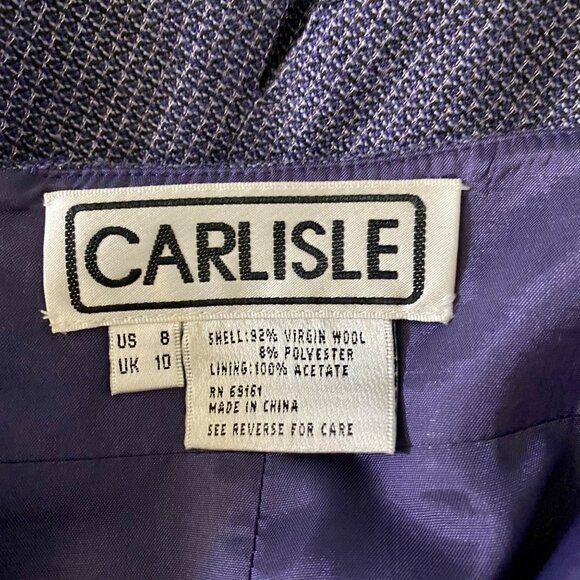 CARLISLE
US 8
UK 10
SHELL:92% VIRGIN WOOL
8% POLYESTER
LINING:100% ACETATE
RN 69161
MADE IN CHINA
SEE REVERSE FOR CARE